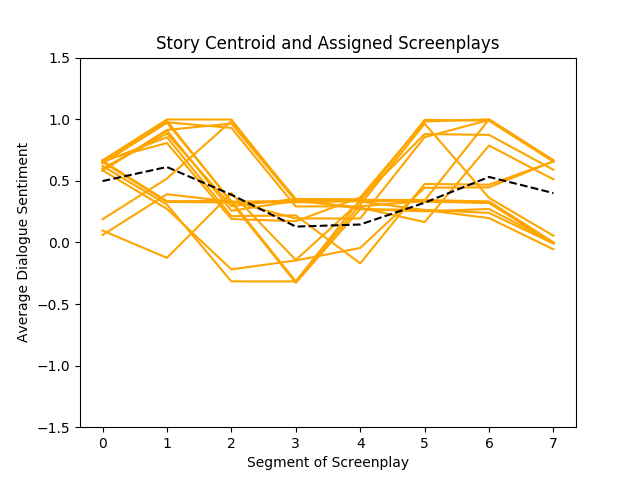 Story Centroid and Assigned Screenplays
1.5
1.0
0.5
0.0
−0.5
−1.0
−1.5
Average Dialogue Sentiment
0 1 2 3 4 5 6 7
Segment of Screenplay